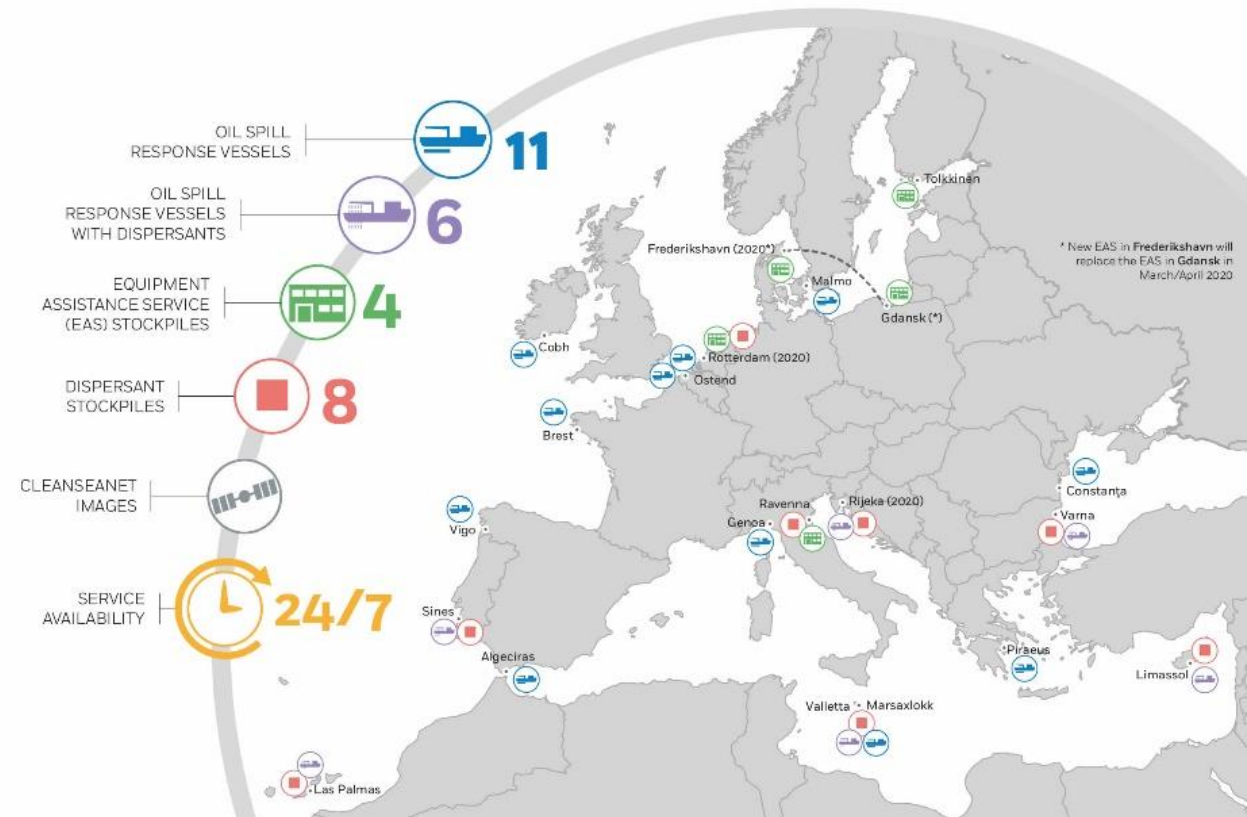 OIL SPILL
RESPONSE VESSELS
11
OIL SPILL
RESPONSE VESSELS
WITH DISPERSANTS
6
EQUIPMENT
ASSISTANCE SERVICE
(EAS) STOCKPILES
4
DISPERSANT
STOCKPILES
8
CLEANSEANET
IMAGES
SERVICE
AVAILABILITY
24/7
Tolkkinen
Frederikshavn (2020*)
* New EAS in Frederikshavn will
replace the EAS in Gdansk in
March/April 2020
Malmo
Gdansk (*)
Cobh
Rotterdam (2020)
Ostend
Brest
Constanţa
Ravenna
Rijeka (2020)
Varna
Genoa
Vigo
Sines
Algeciras
Piraeus
Limassol
Valletta
Marsaxlokk
Las Palmas